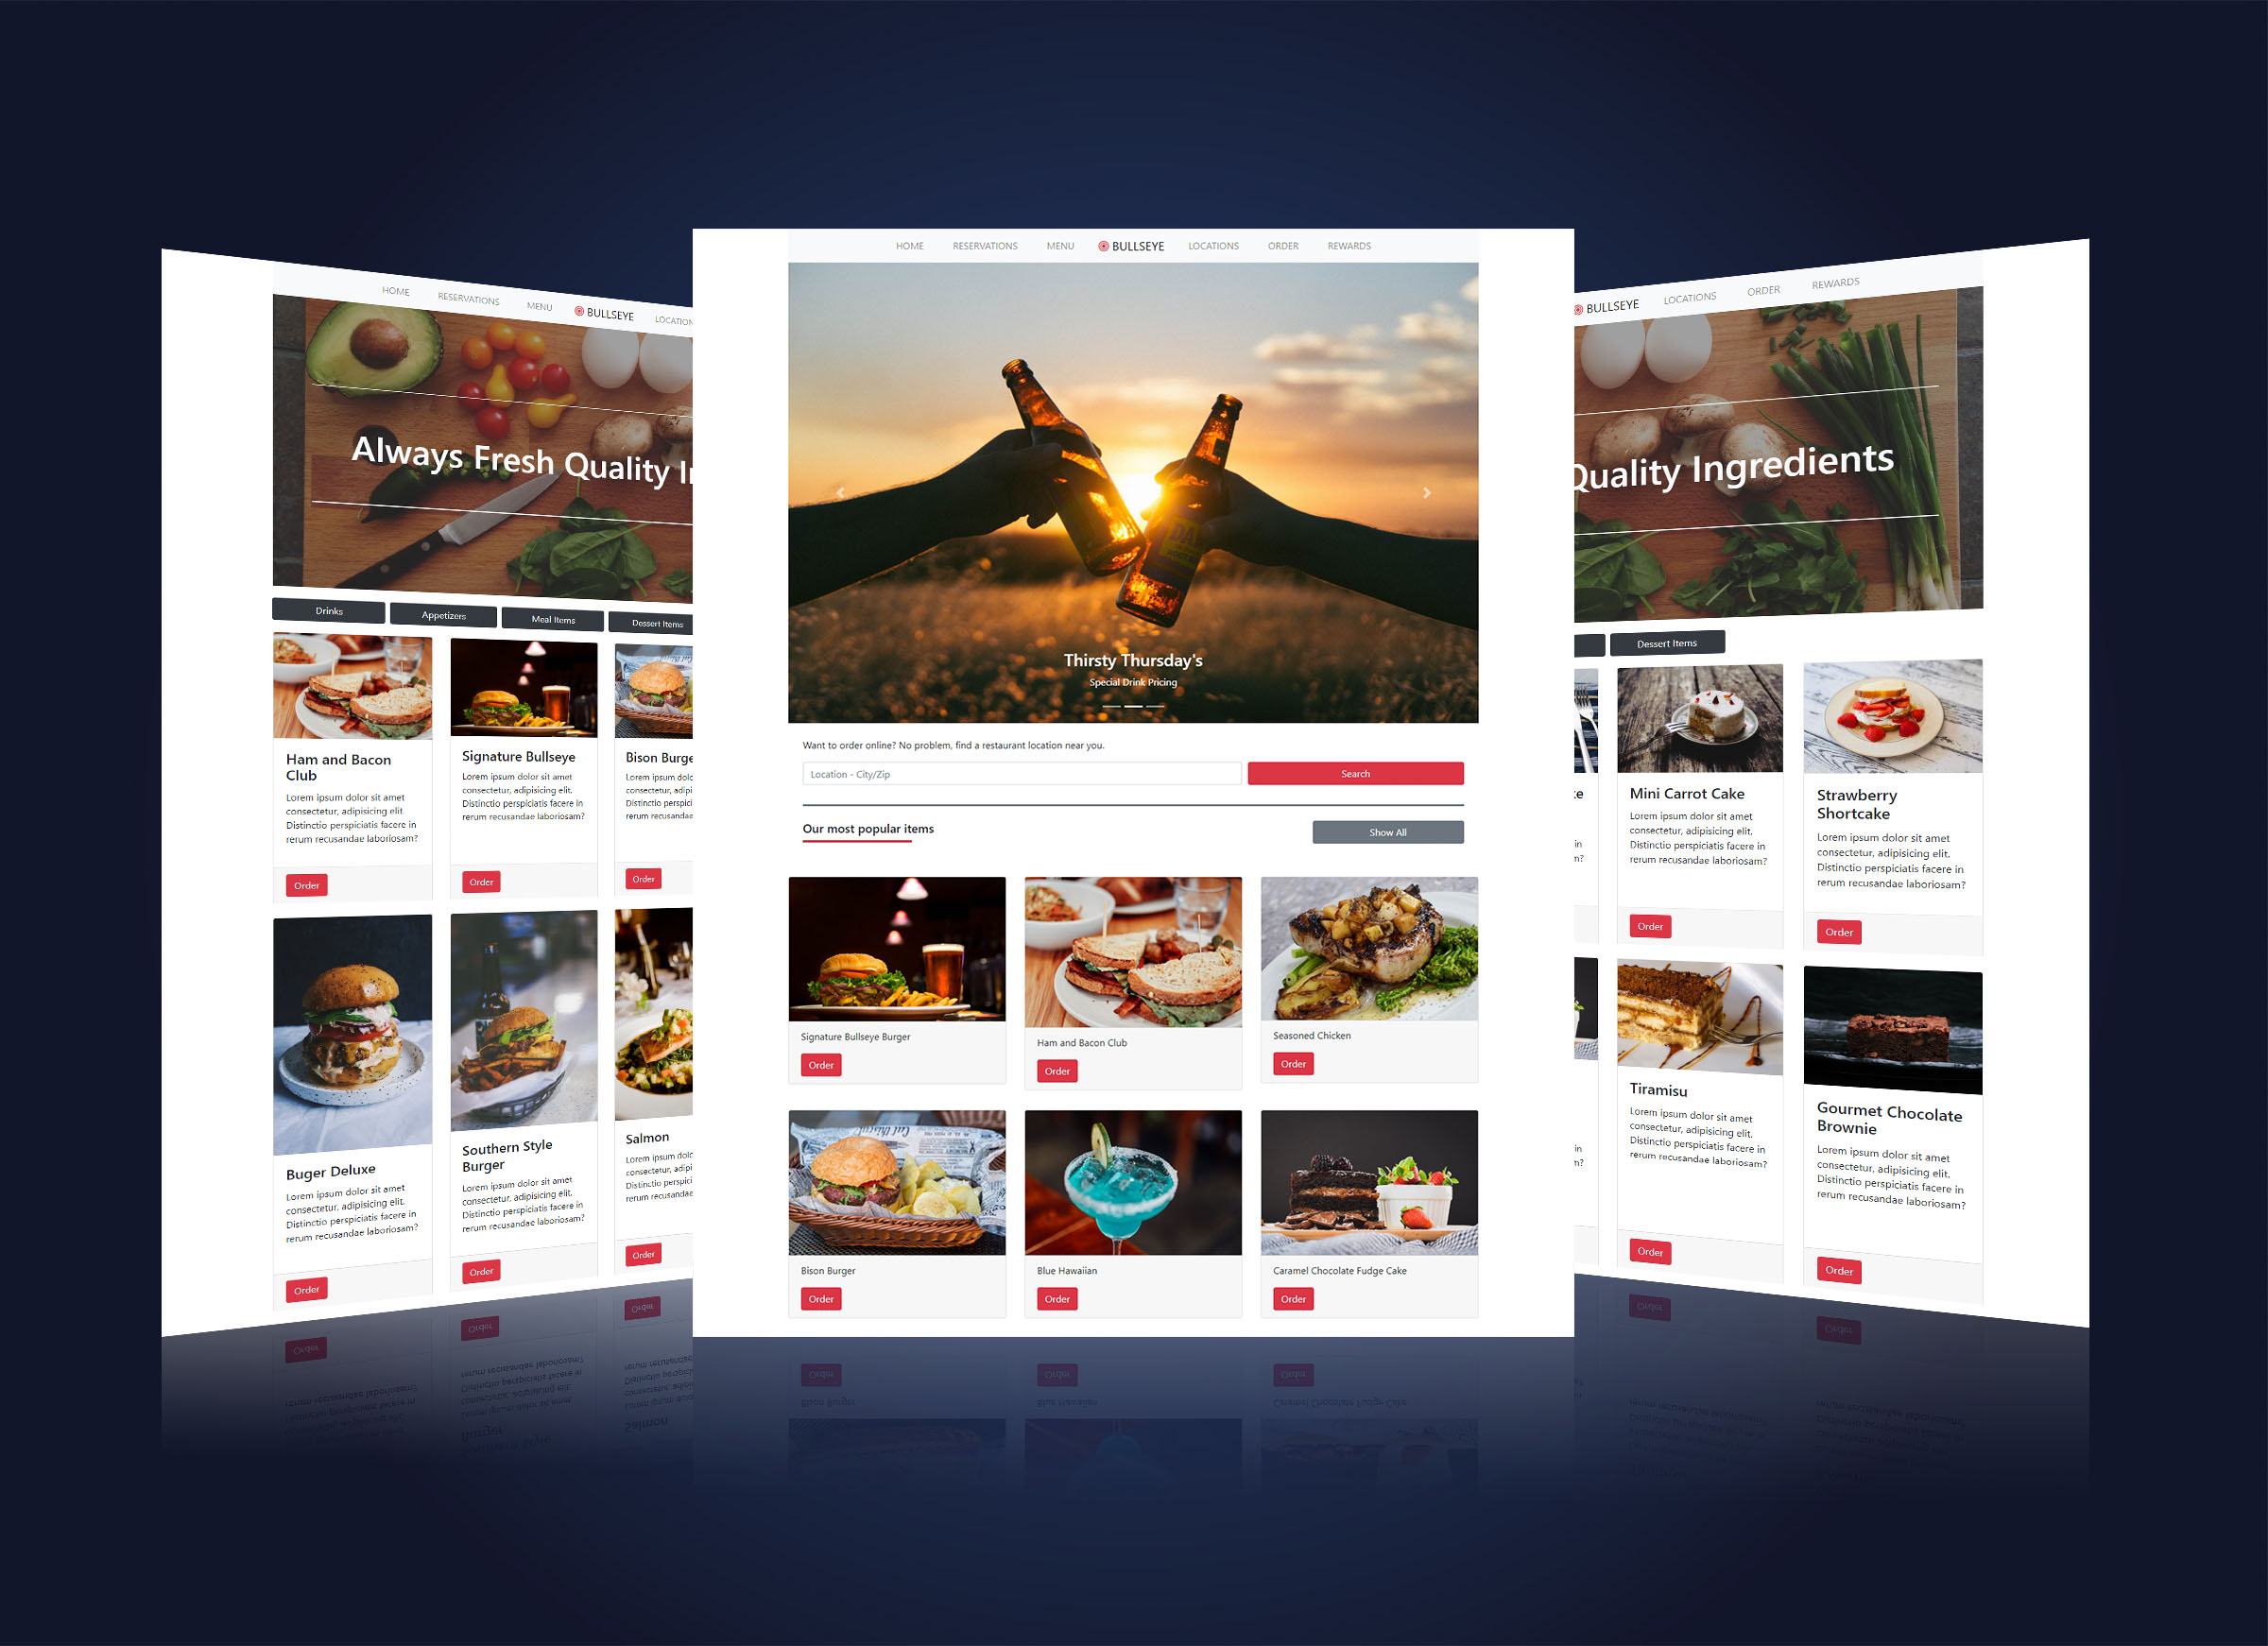 HOME RESERVATIONS MENU BULLSEYE LOCATION
Always Fresh Quality I
Drinks Appetizers Meal Items Dessert Items
Ham and Bacon
Club
Lorem ipsum dolor sit amet
consectetur, adipisicing elit.
Distinctio perspiciatis facere in
rerum recusandae laboriosam?
Order
Signature Bullseye
Lorem ipsum dolor sit amet
consectetur, adipisicing elit.
Distinctio perspiciatis facere in
rerum recusandae laboriosam?
Order
Bison Burge
Lorem ipsum dolo
consectetur, adip
Distinctio perspici
rerum recusandae
Order
Buger Deluxe
Lorem ipsum dolor sit amet
consectetur, adipisicing elit.
Distinctio perspiciatis facere in
rerum recusandae laboriosam?
Order
Southern Style
Burger
Lorem ipsum dolor sit amet
consectetur, adipisicing elit.
Distinctio perspiciatis facere in
rerum recusandae laboriosam?
Order
Salmon
Lorem ipsum dolo
consectetur, adipi
Distinctio perspici
rerum recusandae
Order
HOME RESERVATIONS MENU BULLSEYE LOCATIONS ORDER REWARDS
Thirsty Thursday's
Special Drink Pricing
Want to order online? No problem, find a restaurant location near you.
Location - City/Zip Search
Our most popular items Show All
Signature Bullseye Burger
Order
Ham and Bacon Club
Order
Seasoned Chicken
Order
Bison Burger
Order
Blue Hawaiian
Order
Caramel Chocolate Fudge Cake
Order
BULLSEYE LOCATIONS ORDER REWARDS
Quality Ingredients
Dessert Items
ke
in
m?
Mini Carrot Cake
Lorem ipsum dolor sit amet
consectetur, adipisicing elit.
Distinctio perspiciatis facere in
rerum recusandae laboriosam?
Order
Strawberry
Shortcake
Lorem ipsum dolor sit amet
consectetur, adipisicing elit.
Distinctio perspiciatis facere in
rerum recusandae laboriosam?
Order
in
m?
Tiramisu
Lorem ipsum dolor sit amet
consectetur, adipisicing elit.
Distinctio perspiciatis facere in
rerum recusandae laboriosam?
Order
Gourmet Chocolate
Brownie
Lorem ipsum dolor sit amet
consectetur, adipisicing elit.
Distinctio perspiciatis facere in
rerum recusandae laboriosam?
Order